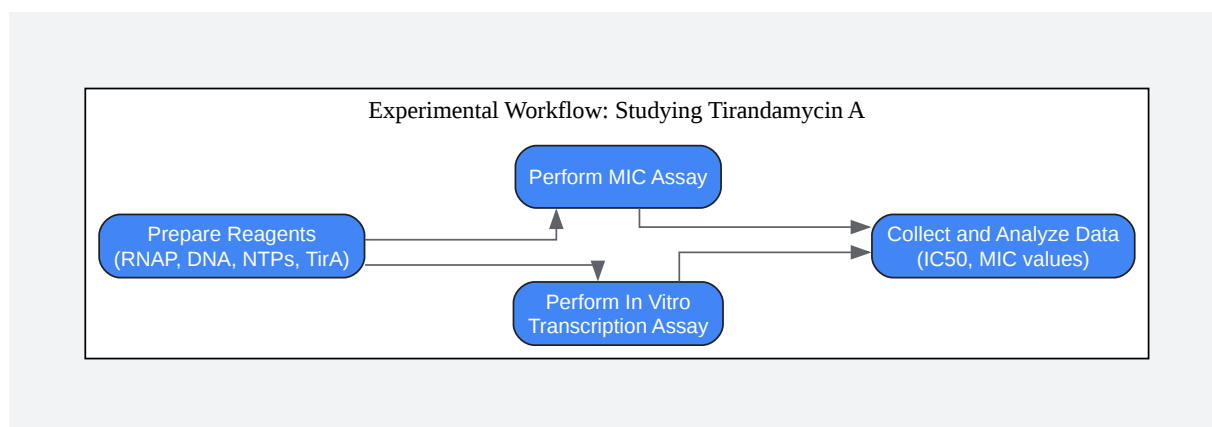 Experimental Workflow: Studying Tirandamycin A
Perform MIC Assay
Prepare Reagents
(RNAP, DNA, NTPs, TirA)
Collect and Analyze Data
(IC50, MIC values)
Perform In Vitro
Transcription Assay